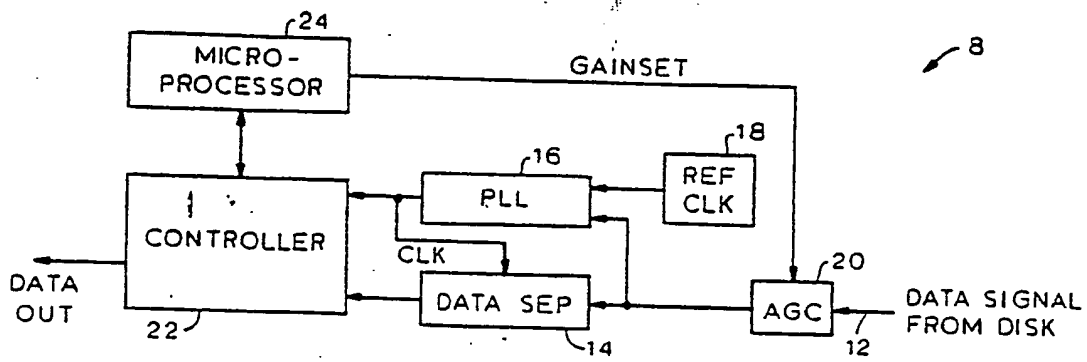 24
MICRO-
PROCESSOR
GAINSET
8
16
PLL
18
REF
CLK
CONTROLLER
CLK
DATA
OUT
22
DATA SEP
14
20
AGC
12
DATA SIGNAL
FROM DISK